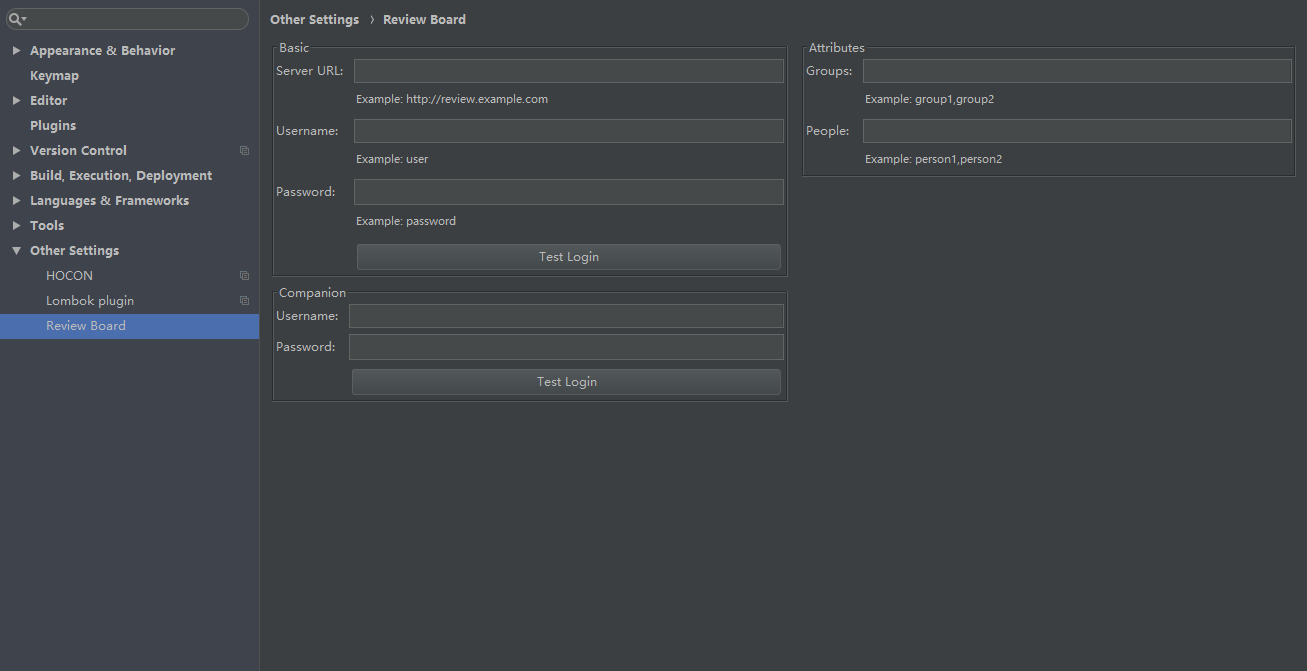 Appearance & Behavior
Keymap
Editor
Plugins
Version Control
Build, Execution, Deployment
Languages & Frameworks
Tools
Other Settings
HOCON
Lombok plugin
Review Board
Other Settings › Review Board
Basic
Server URL:
Example: http://review.example.com
Username:
Example: user
Password:
Example: password
Test Login
Companion
Username:
Password:
Test Login
Attributes
Groups:
Example: group1,group2
People:
Example: person1,person2